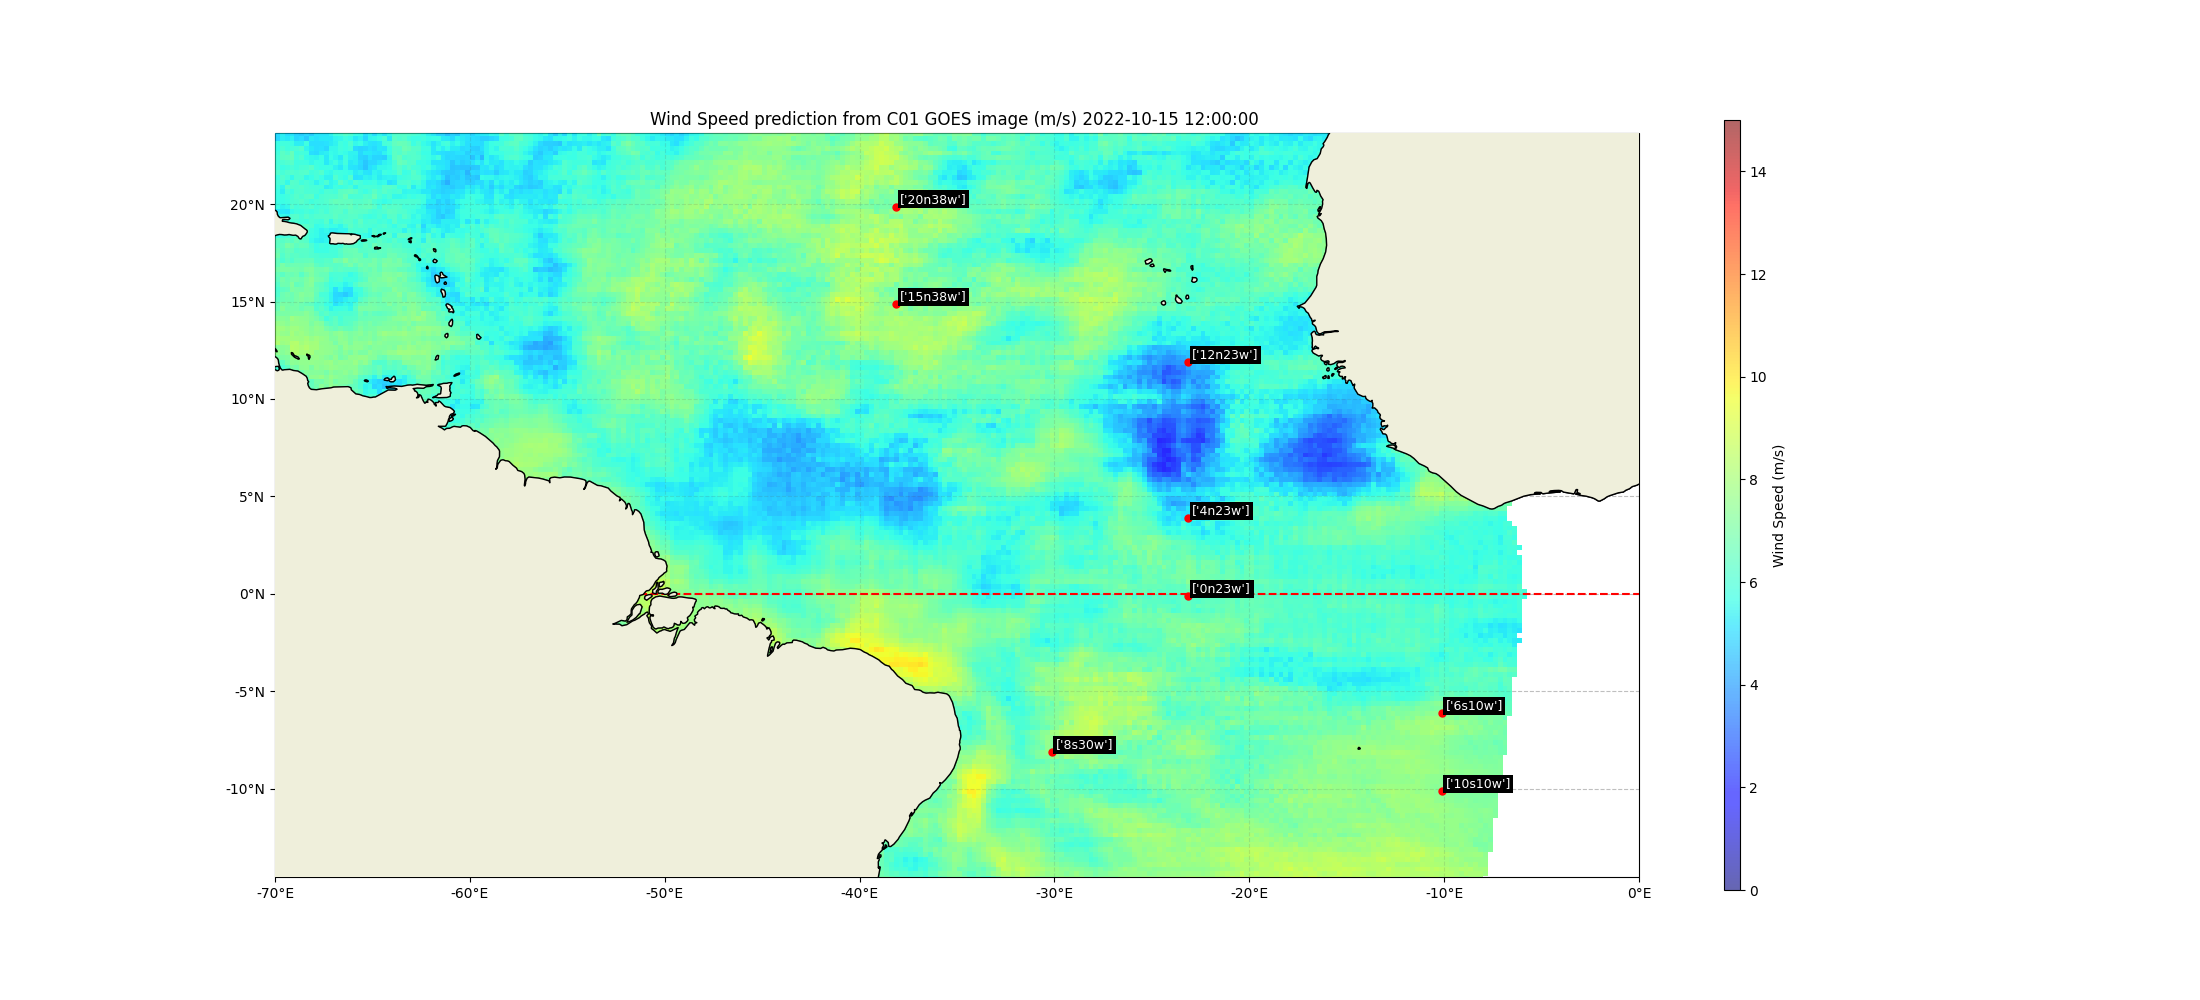 Wind Speed prediction from C01 GOES image (m/s) 2022-10-15 12:00:00
14
['20n38w']
20°N
12
15°N
['15n38w']
['12n23w']
10
10°N
Wind Speed (m/s)
8
5°N
['4n23w']
6
0°N
['0n23w']
4
-5°N
['6s10w']
['8s30w']
2
-10°N
['10s10w']
0
-70°E
-60°E
-50°E
-40°E
-30°E
-20°E
-10°E
0°E